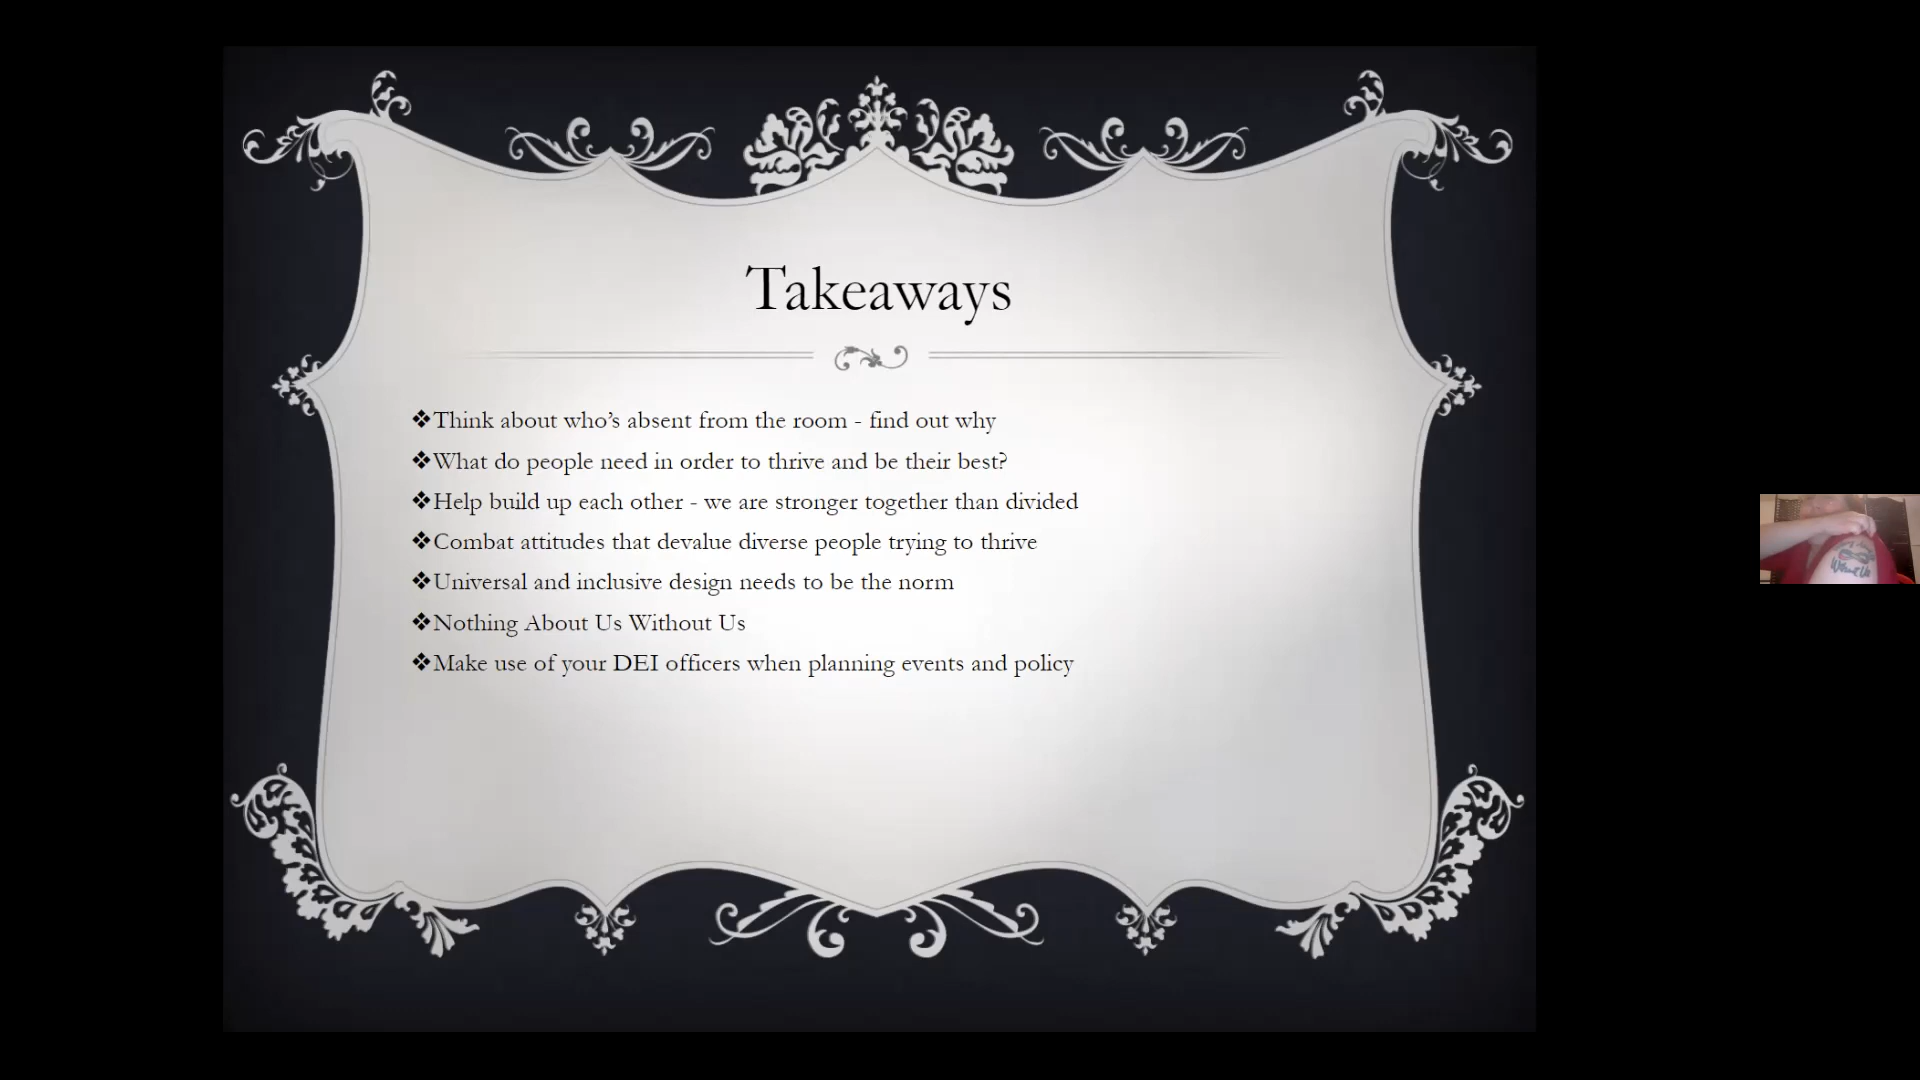 Takeaways
❖Think about who’s absent from the room - find out why
❖What do people need in order to thrive and be their best?
❖Help build up each other - we are stronger together than divided
❖Combat attitudes that devalue diverse people trying to thrive
❖Universal and inclusive design needs to be the norm
❖Nothing About Us Without Us
❖Make use of your DEI officers when planning events and policy